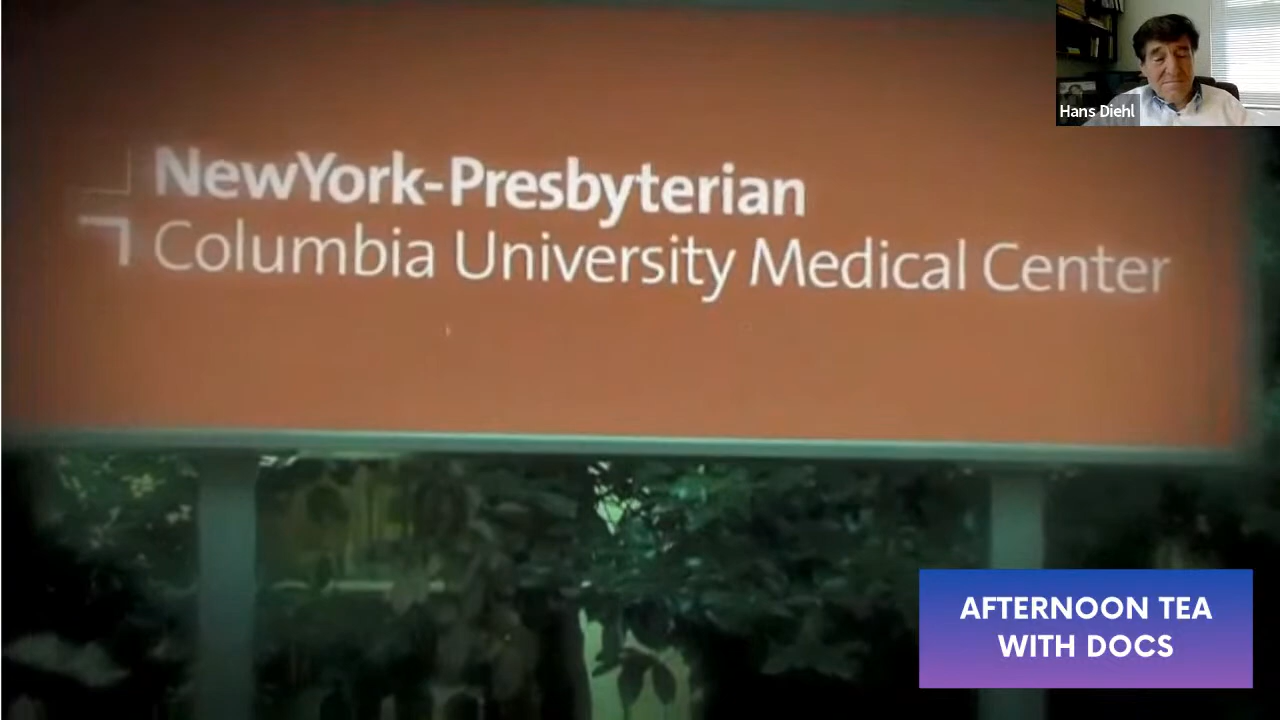 Hans Diehl
NewYork-Presbyterian
Columbia University Medical Center
AFTERNOON TEA
WITH DOCS